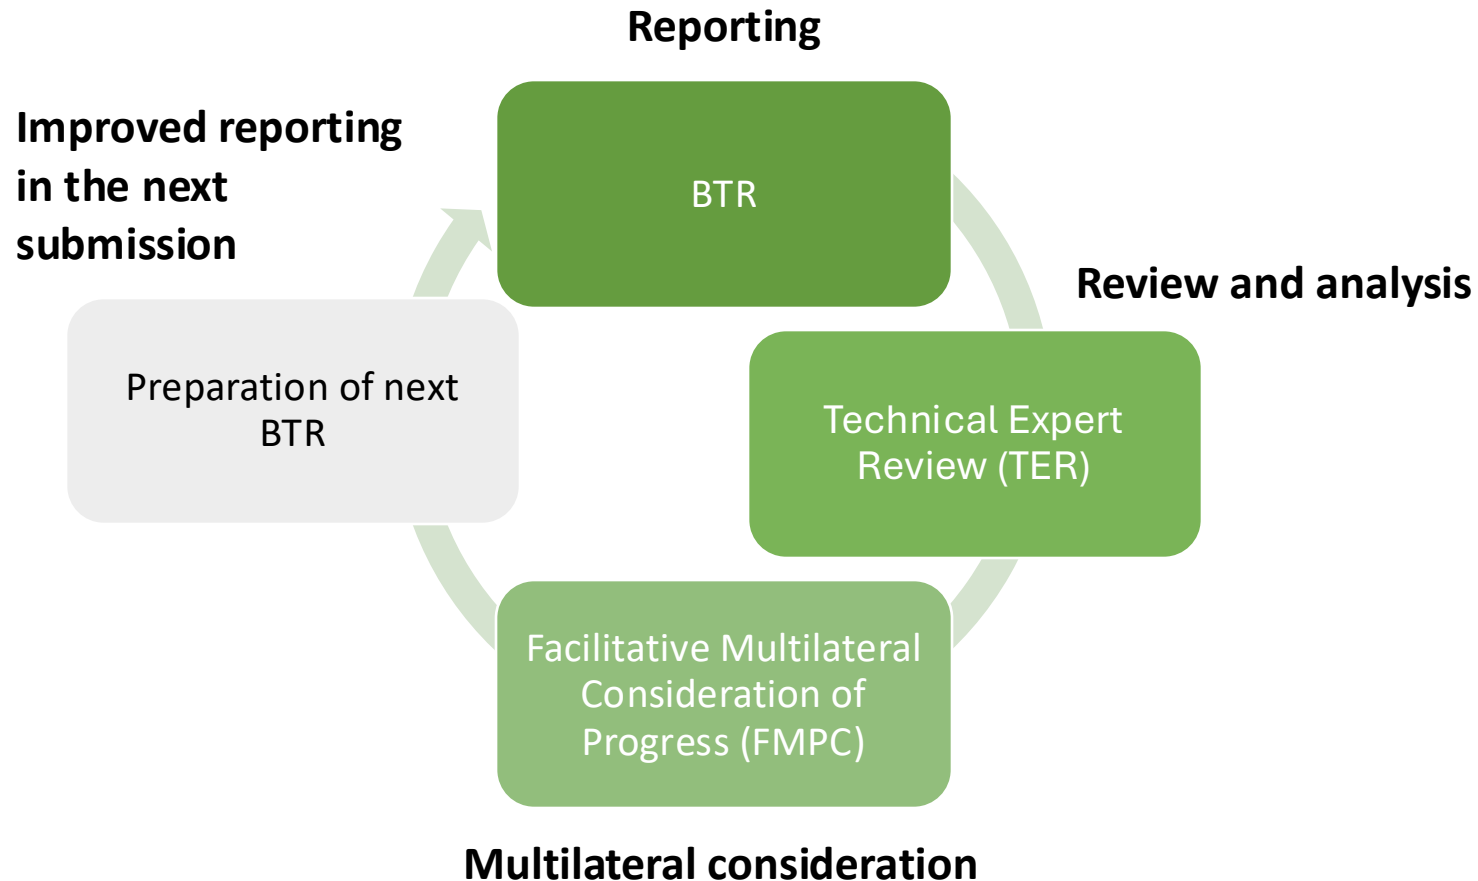 Reporting
BTR
Improved reporting
in the next
submission
Review and analysis
Preparation of next
BTR
Technical Expert
Review (TER)
Facilitative Multilateral
Consideration of
Progress (FMPC)
Multilateral consideration